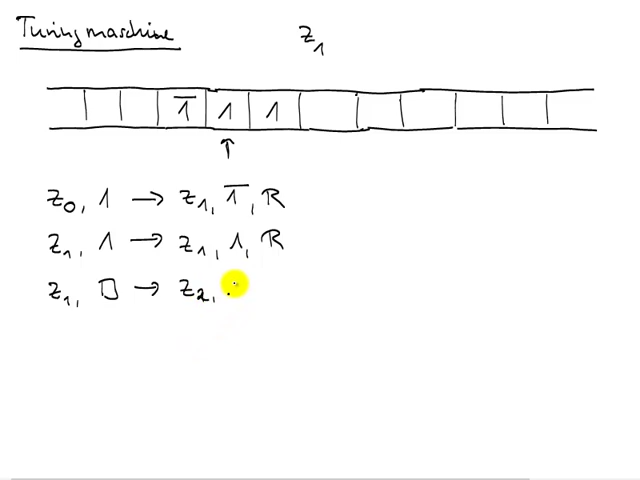 Turingmaschine
z₁
1̅ 1 1
z₀, 1 → z₁, 1̅, R
z₁, 1 → z₁, 1, R
z₁, □ → z₂,